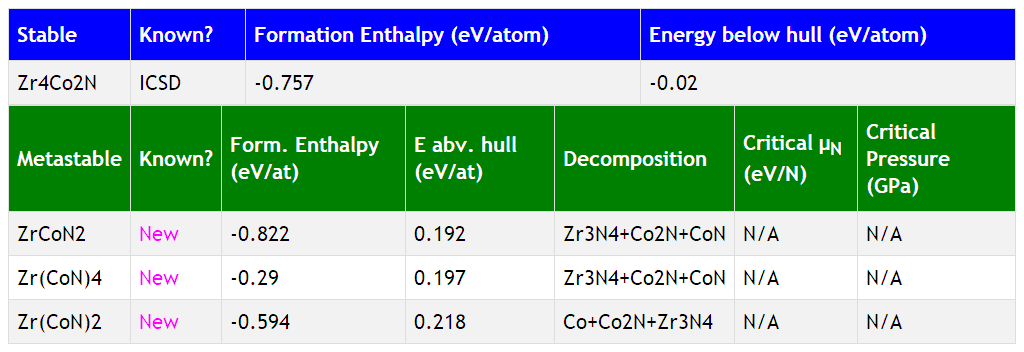 Stable Known? Formation Enthalpy (eV/atom) Energy below hull (eV/atom)
Zr4Co2N ICSD -0.757 -0.02
Metastable Known? Form. Enthalpy (eV/at) E abv. hull (eV/at) Decomposition Critical μN (eV/N) Critical Pressure (GPa)
ZrCoN2 New -0.822 0.192 Zr3N4+Co2N+CoN N/A N/A
Zr(CoN)4 New -0.29 0.197 Zr3N4+Co2N+CoN N/A N/A
Zr(CoN)2 New -0.594 0.218 Co+Co2N+Zr3N4 N/A N/A